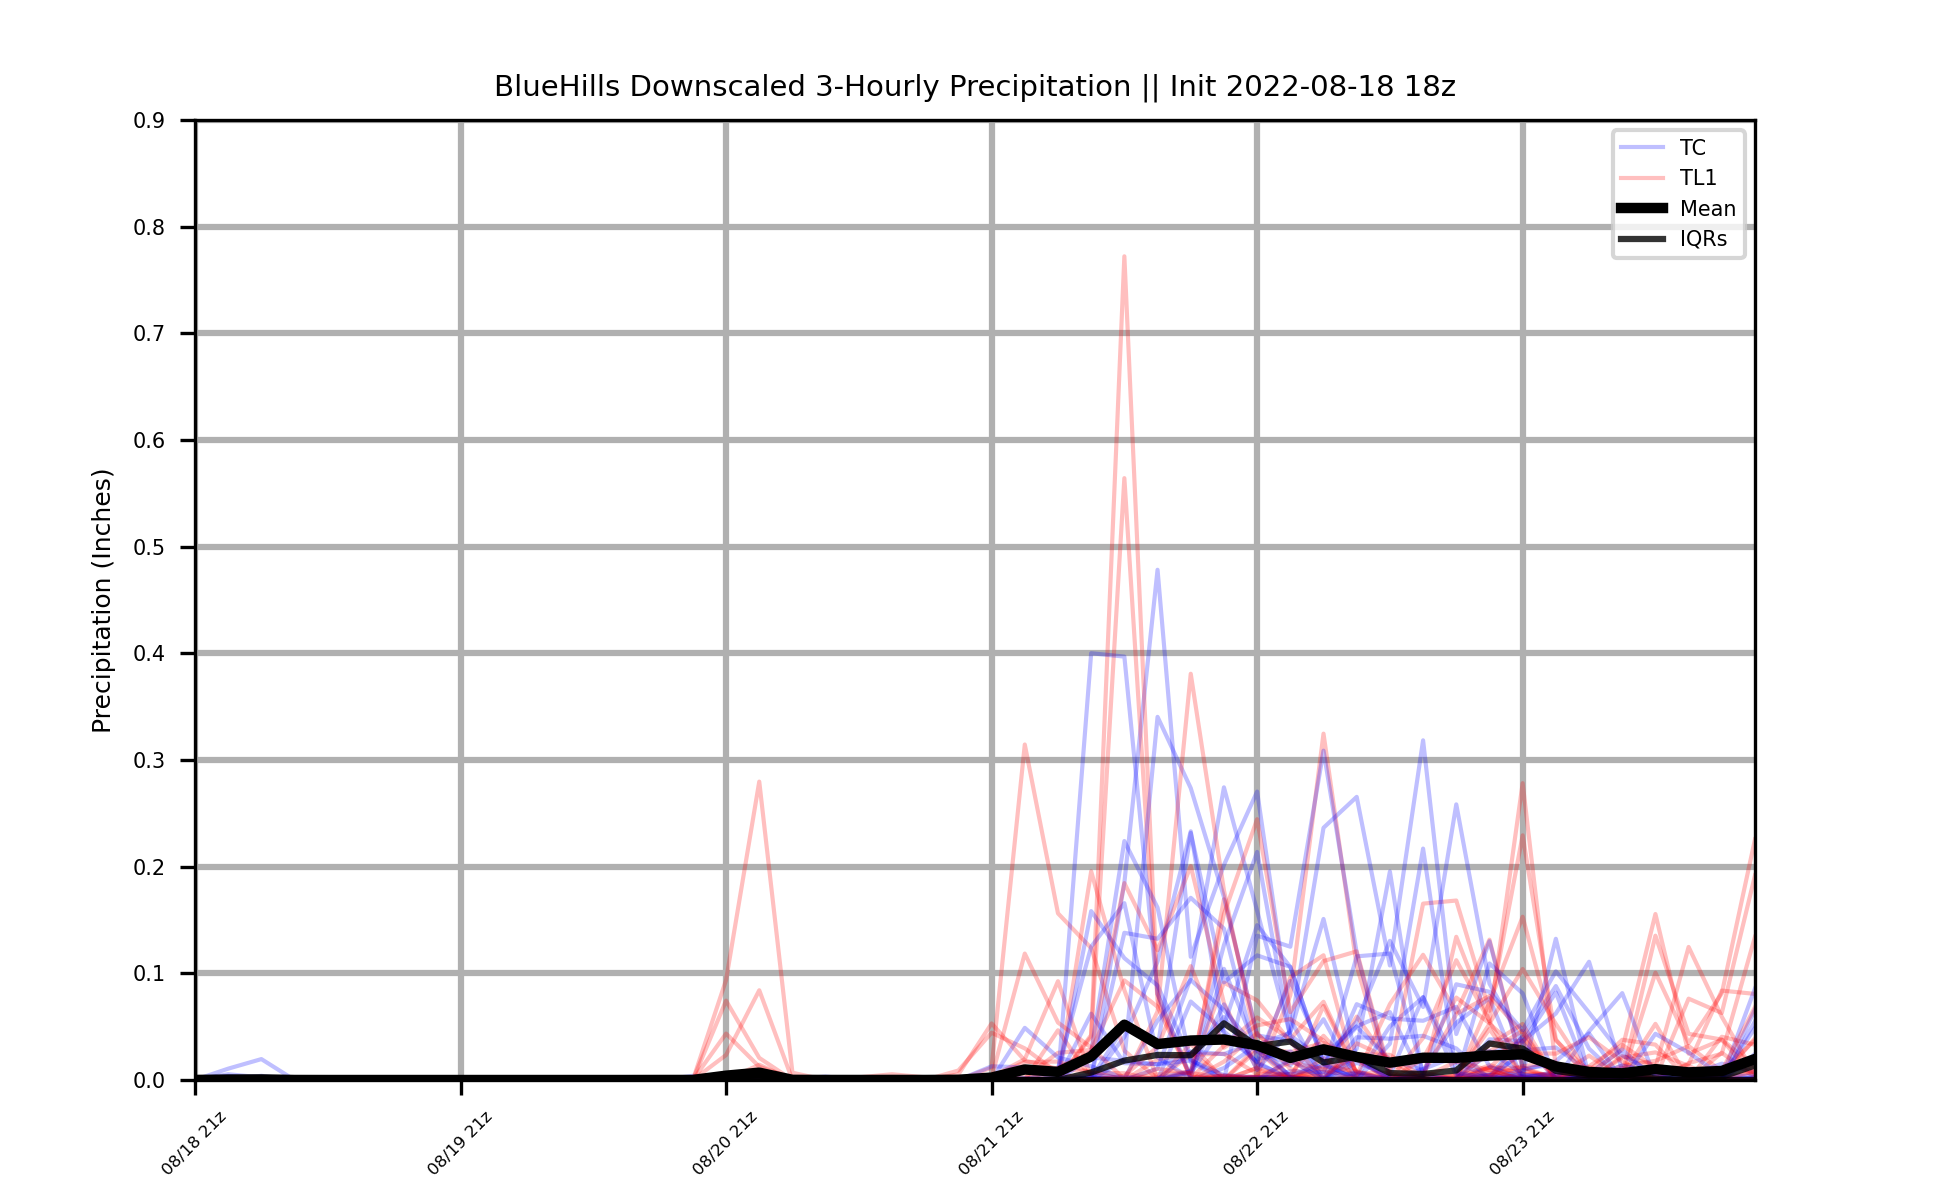 BlueHills Downscaled 3-Hourly Precipitation || Init 2022-08-18 18z
Precipitation (Inches)
0.9
0.8
0.7
0.6
0.5
0.4
0.3
0.2
0.1
0.0
TC
TL1
Mean
IQRs
08/18 21z
08/19 21z
08/20 21z
08/21 21z
08/22 21z
08/23 21z